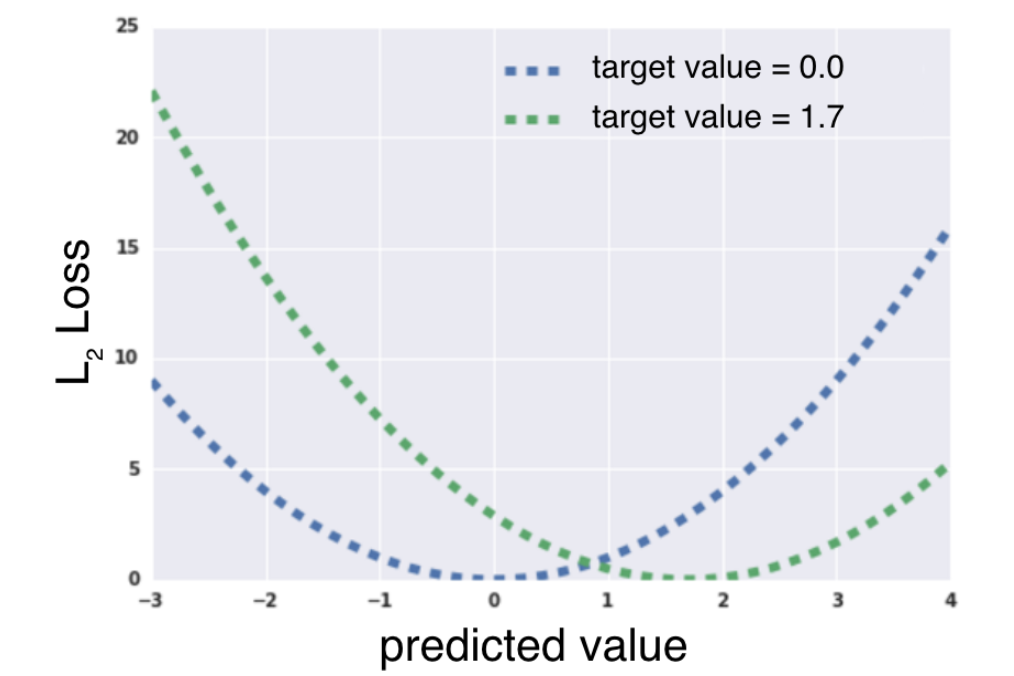 25
target value = 0.0
target value = 1.7
20
15
L₂ Loss
10
5
0
−3 −2 −1 0 1 2 3 4
predicted value